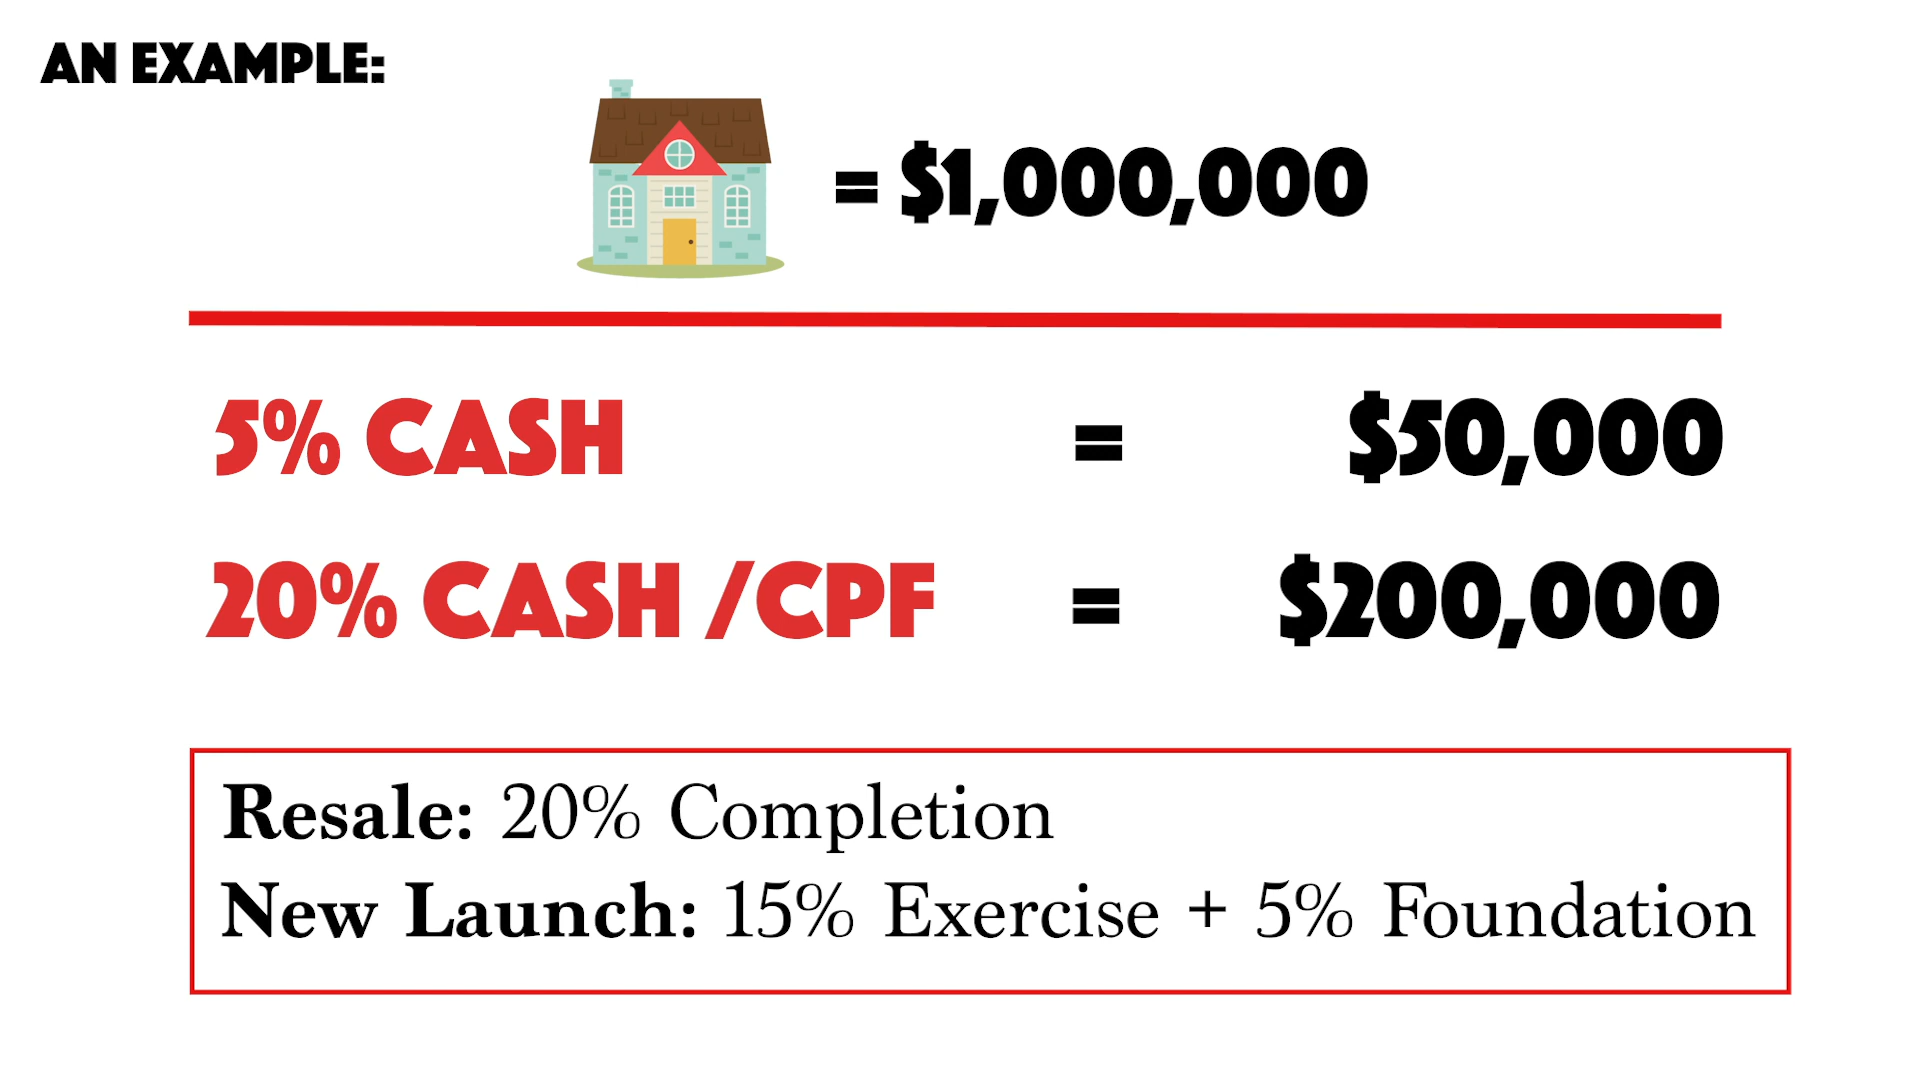 AN EXAMPLE:
= $1,000,000
5% CASH = $50,000
20% CASH /CPF = $200,000
Resale: 20% Completion
New Launch: 15% Exercise + 5% Foundation